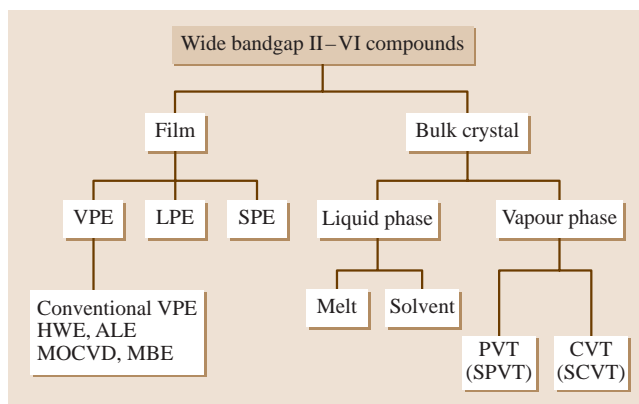 Wide bandgap II–VI compounds
Film
Bulk crystal
VPE
LPE
SPE
Liquid phase
Vapour phase
Conventional VPE
HWE, ALE
MOCVD, MBE
Melt
Solvent
PVT
(SPVT)
CVT
(SCVT)